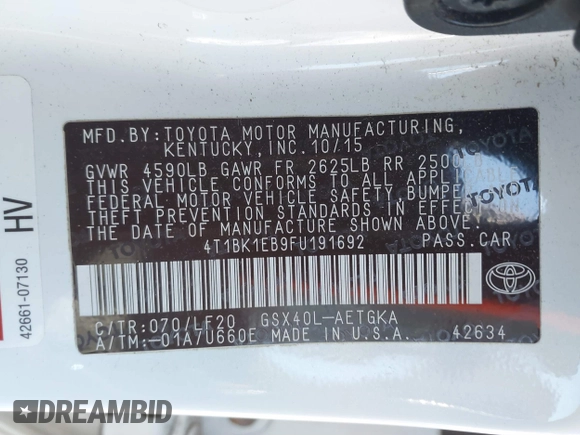 MFD.BY:TOYOTA MOTOR MANUFACTURING,
KENTUCKY, INC. 10/15
GVWR 4590LB GAWR FR 2625LB RR 2500
THIS VEHICLE CONFORMS TO ALL APPLICABLE
FEDERAL MOTOR VEHICLE SAFETY, BUMPER
THEFT PREVENTION STANDARDS IN EFFECT
THE DATE OF MANUFACTURE SHOWN ABOVE.
4T1BK1EB9FU191692 PASS.CAR
C/TR:070/LF20 GSX40L—AETGKA
A/TM:—01A/U660E MADE IN U.S.A. 42634
TOYOTA
HV
42661-07130
DREAMBID